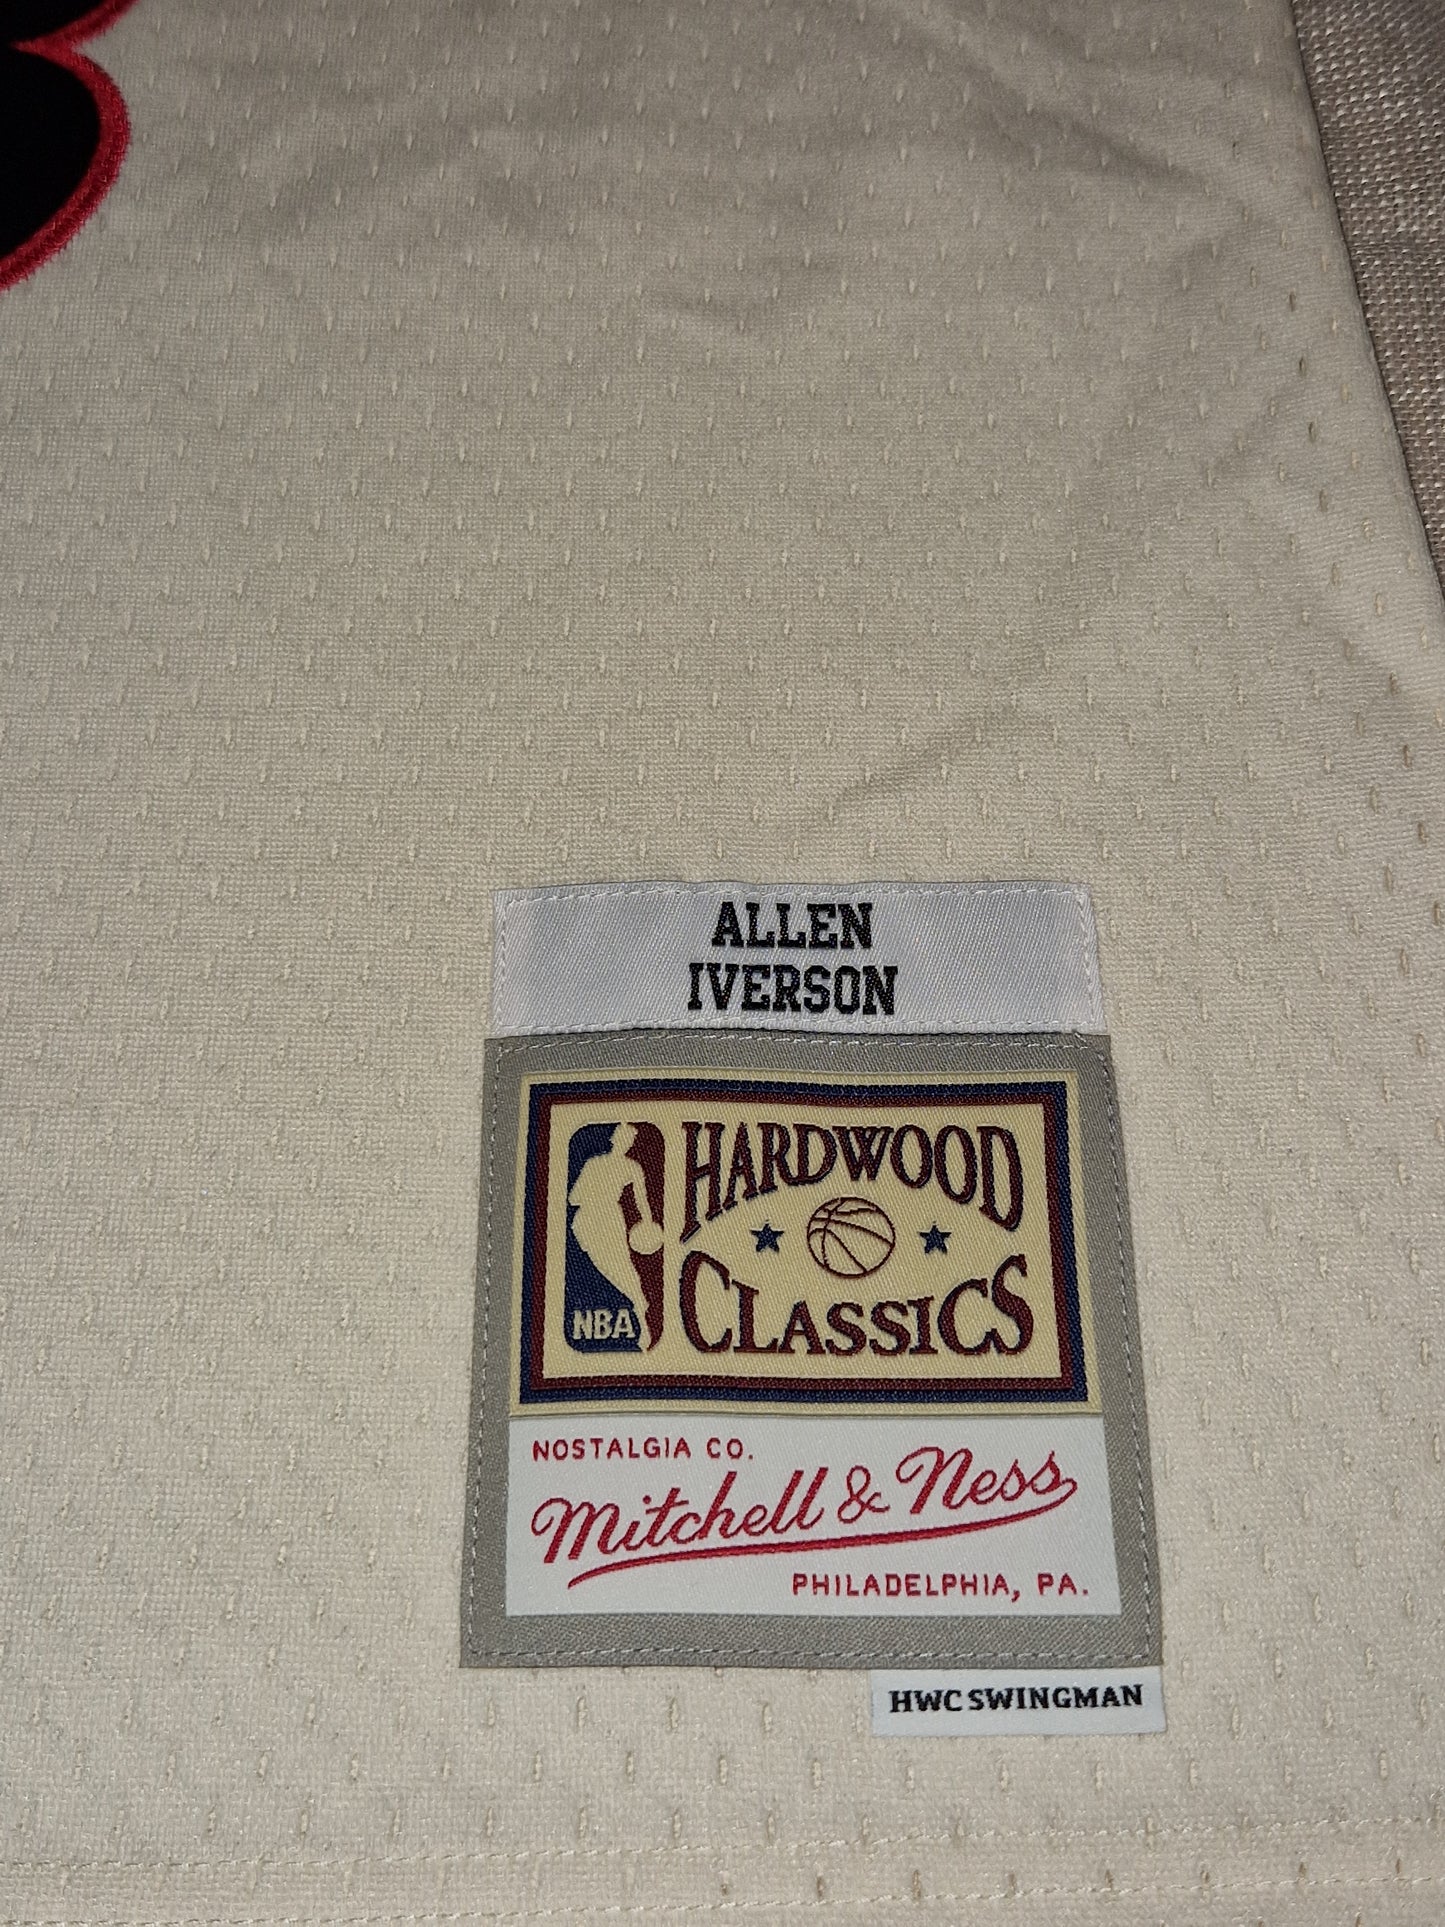 ALLEN
IVERSON
HARDWOOD
CLASSICS
NBA
NOSTALGIA CO.
Mitchell & Ness
PHILADELPHIA, PA.
HWC SWINGMAN